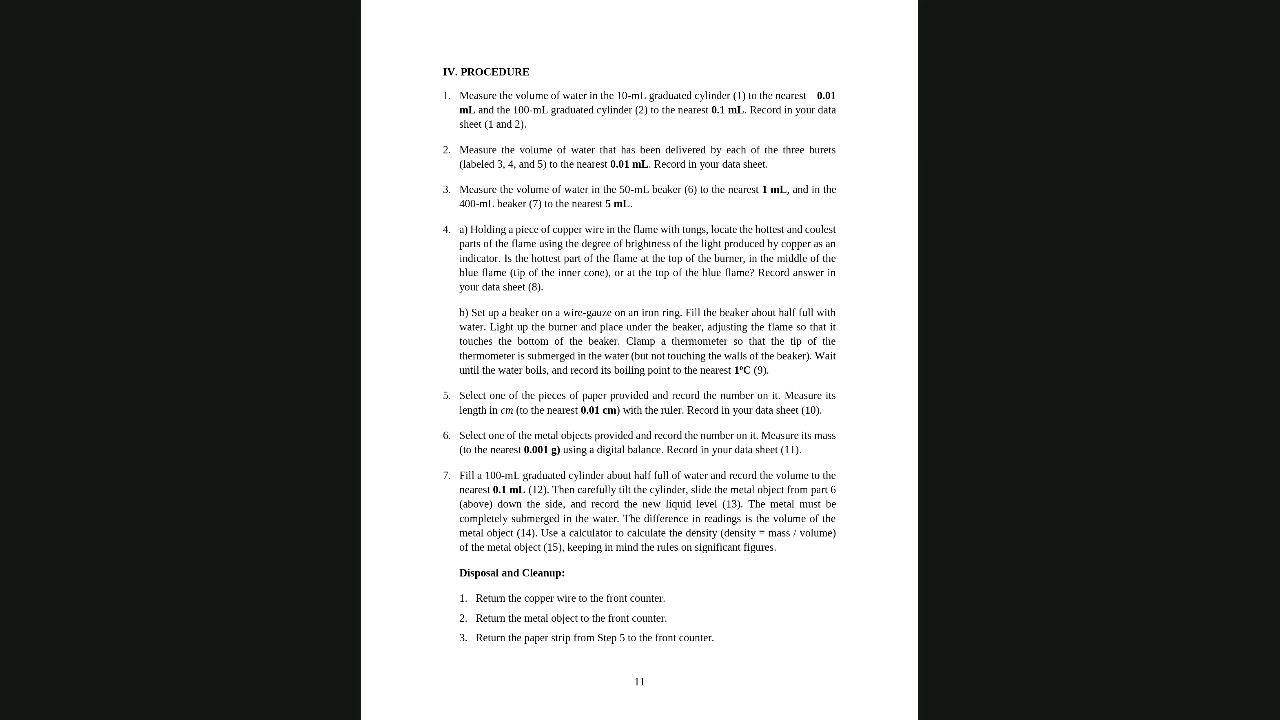 IV. PROCEDURE
1. Measure the volume of water in the 10-mL graduated cylinder (1) to the nearest 0.01
mL and the 100-mL graduated cylinder (2) to the nearest 0.1 mL. Record in your data
sheet (1 and 2).
2. Measure the volume of water that has been delivered by each of the three burets
(labeled 3, 4, and 5) to the nearest 0.01 mL. Record in your data sheet.
3. Measure the volume of water in the 50-mL beaker (6) to the nearest 1 mL, and in the
400-mL beaker (7) to the nearest 5 mL.
4. a) Holding a piece of copper wire in the flame with tongs, locate the hottest and coolest
parts of the flame using the degree of brightness of the light produced by copper as an
indicator. Is the hottest part of the flame at the top of the burner, in the middle of the
blue flame (tip of the inner cone), or at the top of the blue flame? Record answer in
your data sheet (8).
b) Set up a beaker on a wire-gauze on an iron ring. Fill the beaker about half full with
water. Light up the burner and place under the beaker, adjusting the flame so that it
touches the bottom of the beaker. Clamp a thermometer so that the tip of the
thermometer is submerged in the water (but not touching the walls of the beaker). Wait
until the water boils, and record its boiling point to the nearest 1°C (9).
5. Select one of the pieces of paper provided and record the number on it. Measure its
length in cm (to the nearest 0.01 cm) with the ruler. Record in your data sheet (10).
6. Select one of the metal objects provided and record the number on it. Measure its mass
(to the nearest 0.001 g) using a digital balance. Record in your data sheet (11).
7. Fill a 100-mL graduated cylinder about half full of water and record the volume to the
nearest 0.1 mL (12). Then carefully tilt the cylinder, slide the metal object from part 6
(above) down the side, and record the new liquid level (13). The metal must be
completely submerged in the water. The difference in readings is the volume of the
metal object (14). Use a calculator to calculate the density (density = mass / volume)
of the metal object (15), keeping in mind the rules on significant figures.
Disposal and Cleanup:
1. Return the copper wire to the front counter.
2. Return the metal object to the front counter.
3. Return the paper strip from Step 5 to the front counter.
11